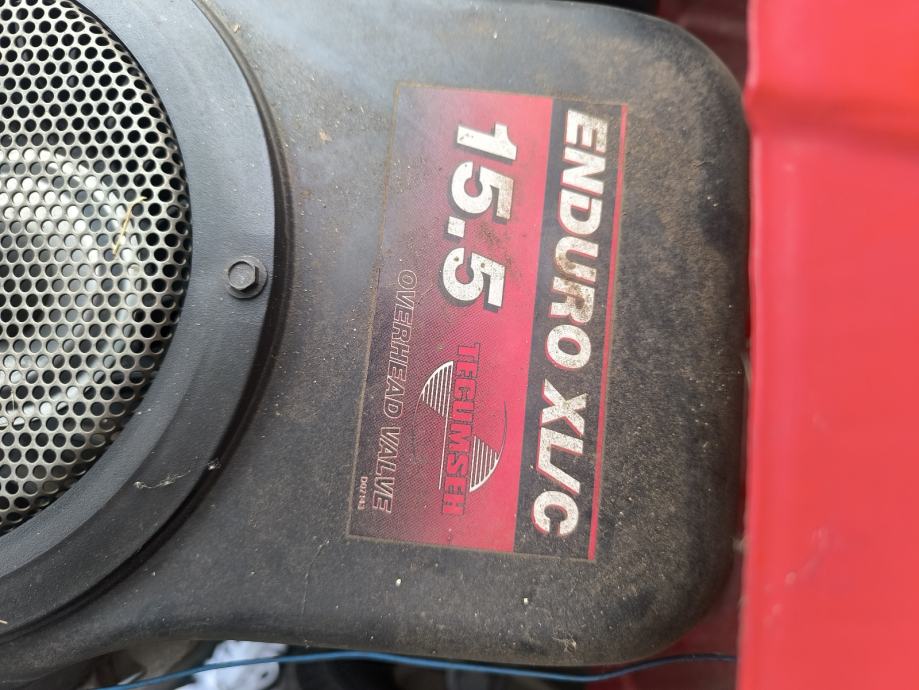 ENDURO XL/C
15.5
TECUMSEH
OVERHEAD VALVE